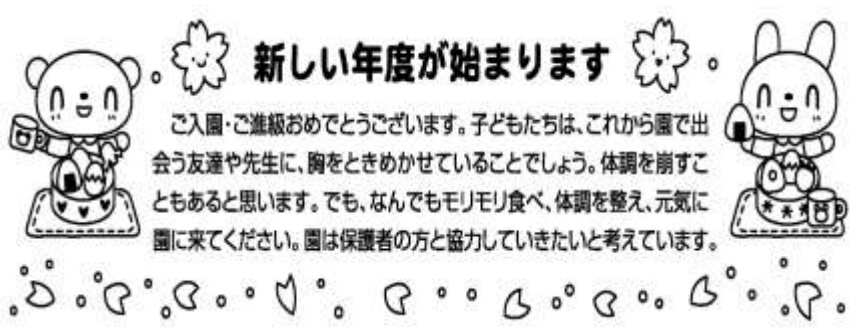 新しい年度が始まります
ご入園・ご進級おめでとうございます。子どもたちは、これから園で出
会う友達や先生に、胸をときめかせていることでしょう。体調を崩すこ
ともあると思います。でも、なんでもモリモリ食べ、体調を整え、元気に
園に来てください。園は保護者の方と協力していきたいと考えています。